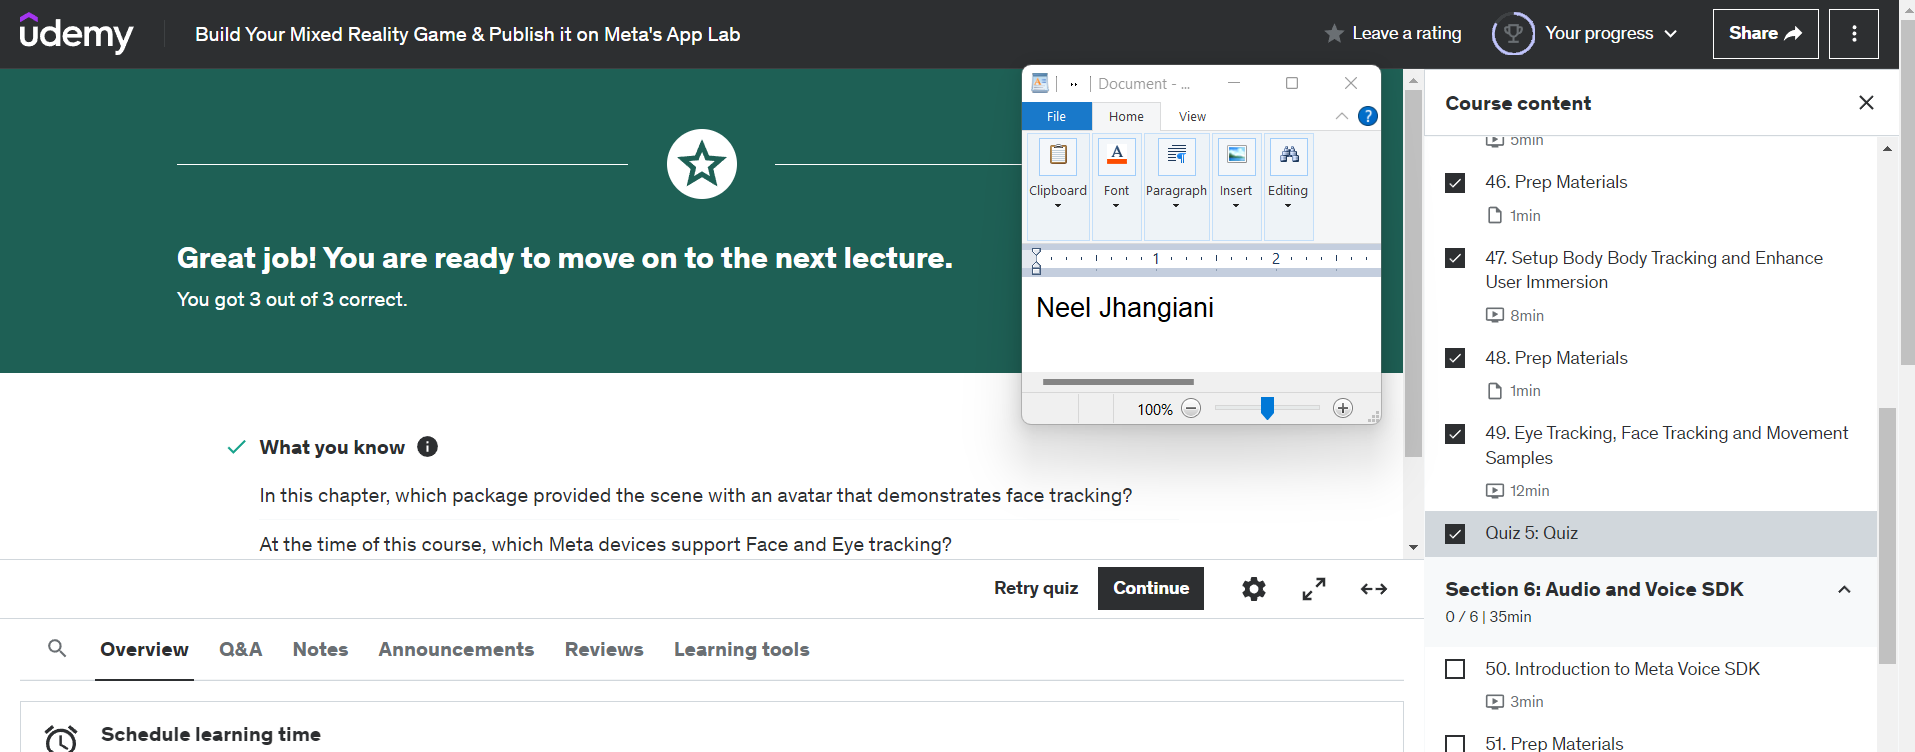 udemy
Build Your Mixed Reality Game & Publish it on Meta's App Lab
Leave a rating
Your progress
Share
Great job! You are ready to move on to the next lecture.
You got 3 out of 3 correct.
Document - ...
File
Home
View
?
Clipboard
Font
Paragraph
Insert
Editing
1
2
Neel Jhangiani
100%
What you know
In this chapter, which package provided the scene with an avatar that demonstrates face tracking?
At the time of this course, which Meta devices support Face and Eye tracking?
Retry quiz
Continue
Overview
Q&A
Notes
Announcements
Reviews
Learning tools
Schedule learning time
Course content
5min
46. Prep Materials
1min
47. Setup Body Body Tracking and Enhance
User Immersion
8min
48. Prep Materials
1min
49. Eye Tracking, Face Tracking and Movement
Samples
12min
Quiz 5: Quiz
Section 6: Audio and Voice SDK
0 / 6 | 35min
50. Introduction to Meta Voice SDK
3min
51. Prep Materials